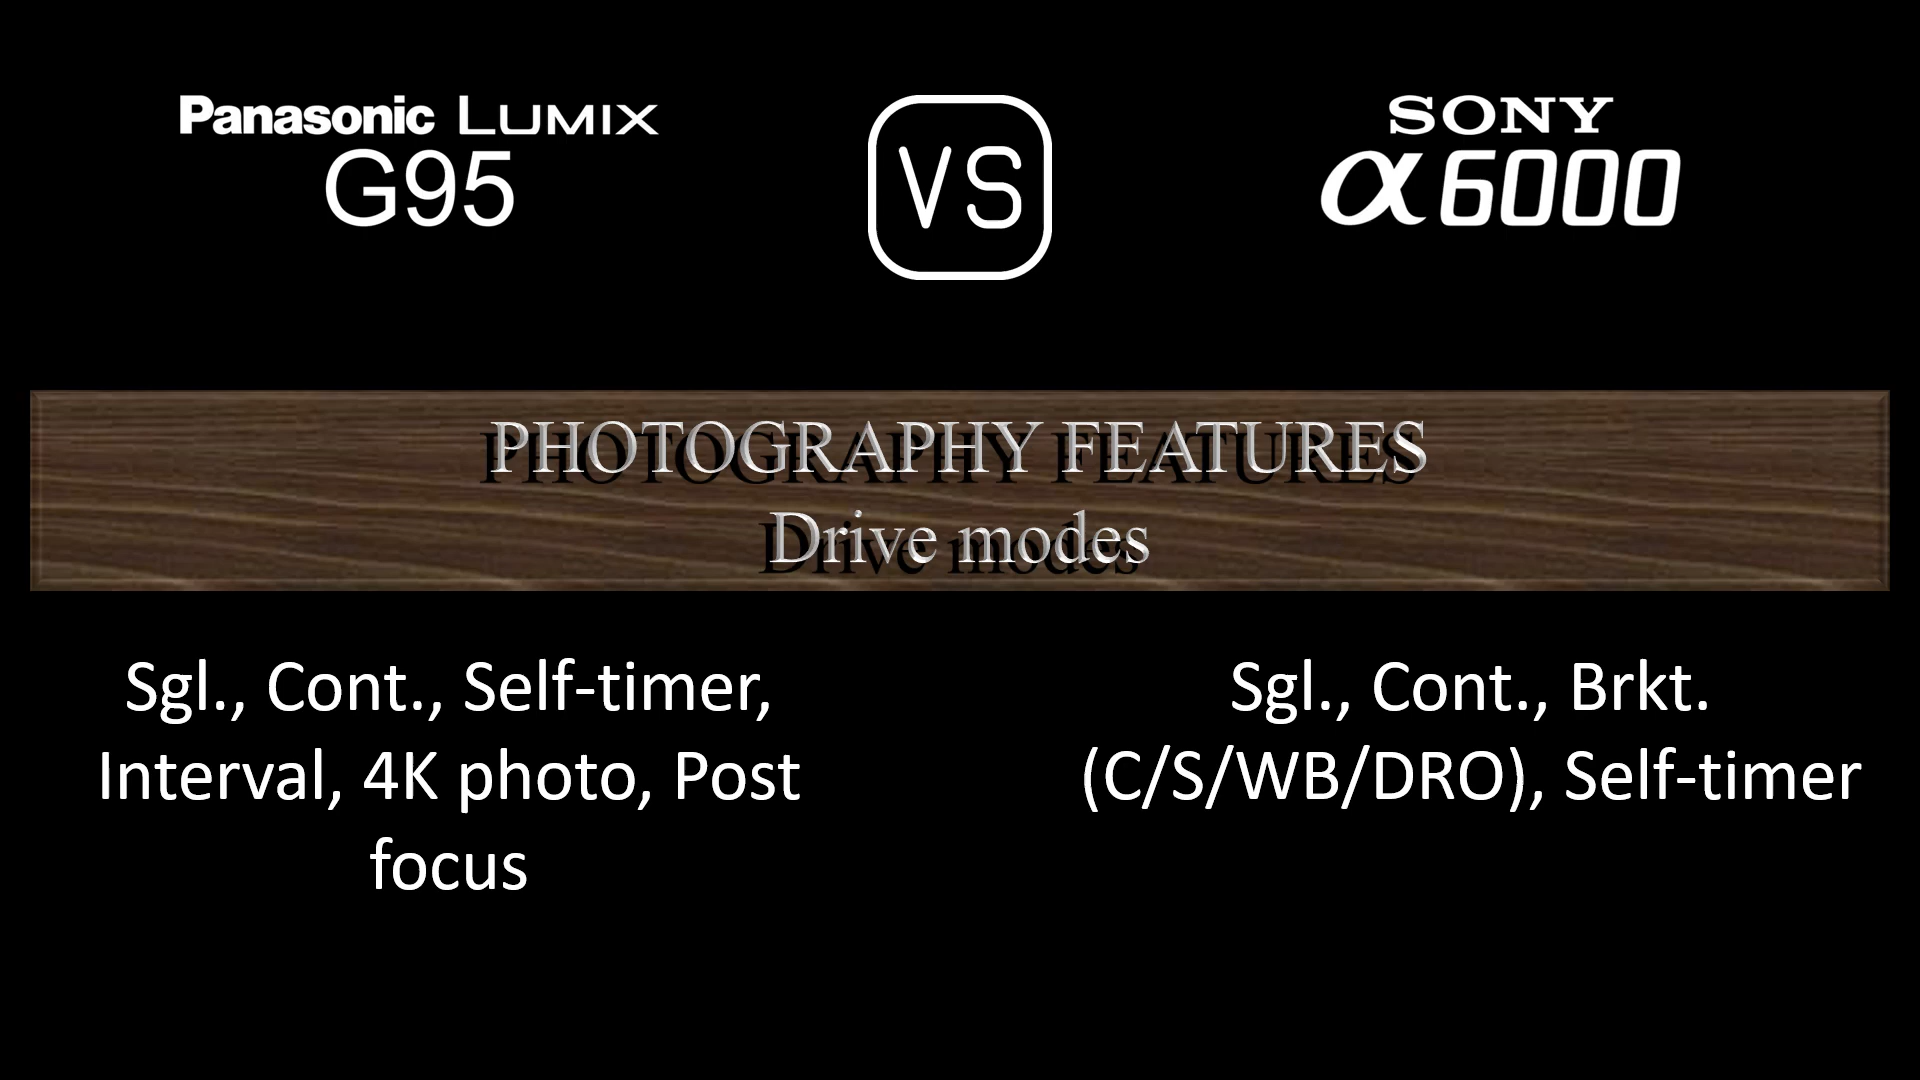 Panasonic LUMIX
G95
VS
SONY
α6000
PHOTOGRAPHY FEATURES
Drive modes
Sgl., Cont., Self-timer,
Interval, 4K photo, Post
focus
Sgl., Cont., Brkt.
(C/S/WB/DRO), Self-timer